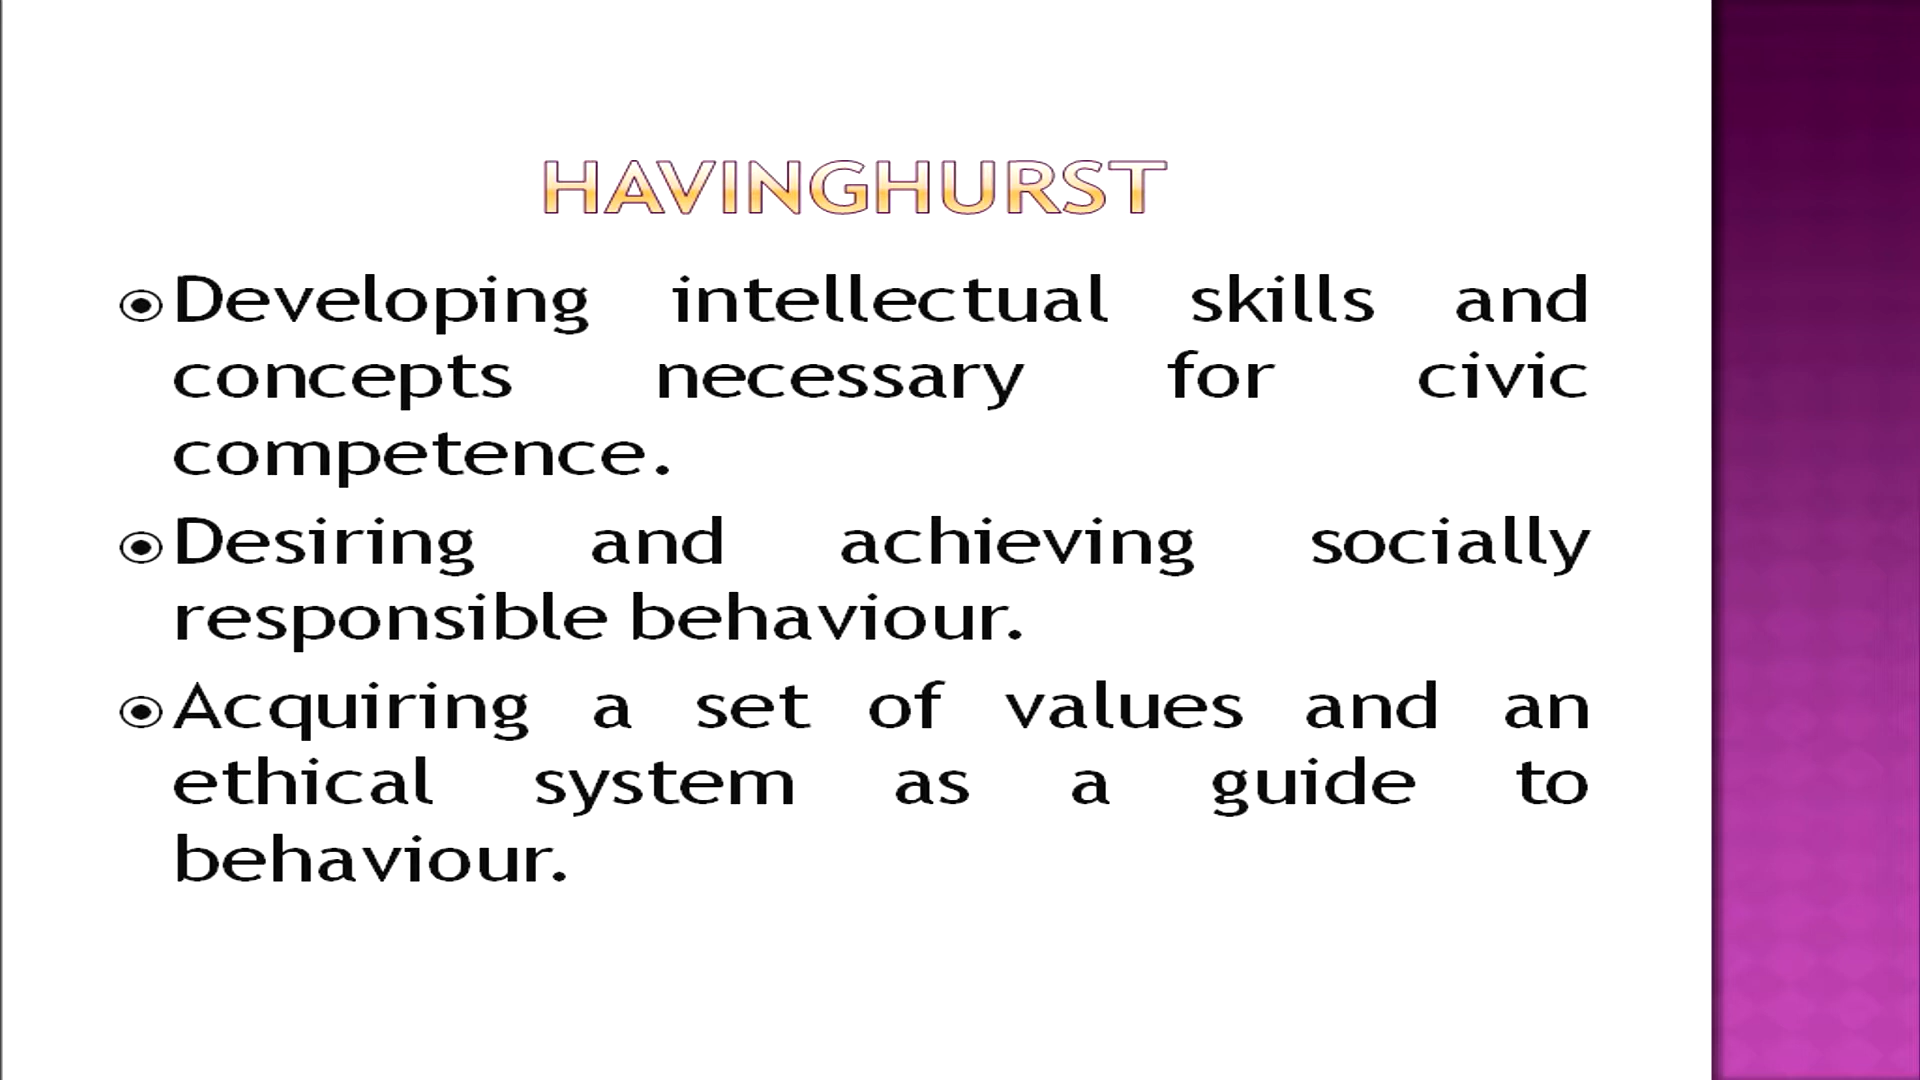 HAVINGHURST
Developing intellectual skills and
concepts necessary for civic
competence.
Desiring and achieving socially
responsible behaviour.
Acquiring a set of values and an
ethical system as a guide to
behaviour.